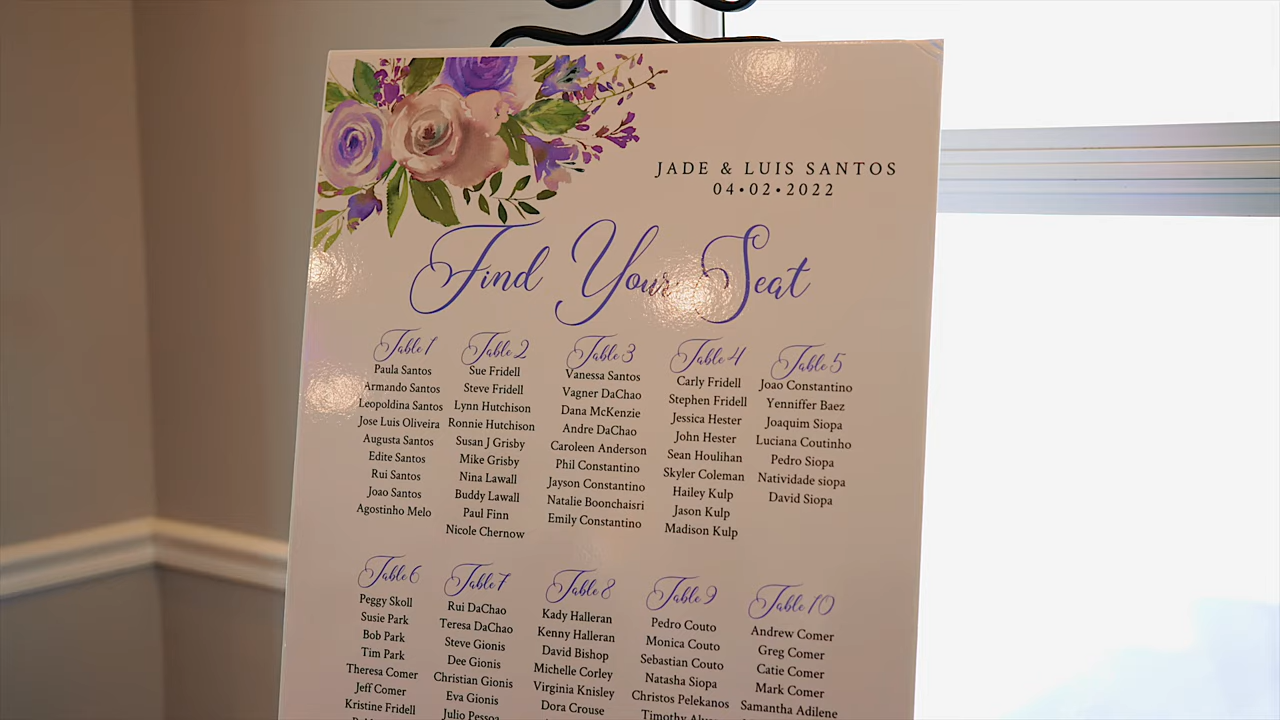 JADE & LUIS SANTOS
04•02•2022
Find Your Seat
Table 1
Paula Santos
Armando Santos
Leopoldina Santos
Jose Luis Oliveira
Augusta Santos
Edite Santos
Rui Santos
Joao Santos
Agostinho Melo
Table 2
Sue Fridell
Steve Fridell
Lynn Hutchison
Ronnie Hutchison
Susan J Grisby
Mike Grisby
Nina Lawall
Buddy Lawall
Paul Finn
Nicole Chernow
Table 3
Vanessa Santos
Vagner DaChao
Dana McKenzie
Andre DaChao
Caroleen Anderson
Phil Constantino
Jayson Constantino
Natalie Boonchaisri
Emily Constantino
Table 4
Carly Fridell
Stephen Fridell
Jessica Hester
John Hester
Sean Houlihan
Skyler Coleman
Hailey Kulp
Jason Kulp
Madison Kulp
Table 5
Joao Constantino
Yenniffer Baez
Joaquim Siopa
Luciana Coutinho
Pedro Siopa
Natividade siopa
David Siopa
Table 6
Peggy Skoll
Susie Park
Bob Park
Tim Park
Theresa Comer
Jeff Comer
Kristine Fridell
Table 7
Rui DaChao
Teresa DaChao
Steve Gionis
Dee Gionis
Christian Gionis
Eva Gionis
Julio Pessoa
Table 8
Kady Halleran
Kenny Halleran
David Bishop
Michelle Corley
Virginia Knisley
Dora Crouse
Table 9
Pedro Couto
Monica Couto
Sebastian Couto
Natasha Siopa
Christos Pelekanos
Timothy
Table 10
Andrew Comer
Greg Comer
Catie Comer
Mark Comer
Samantha Adilene